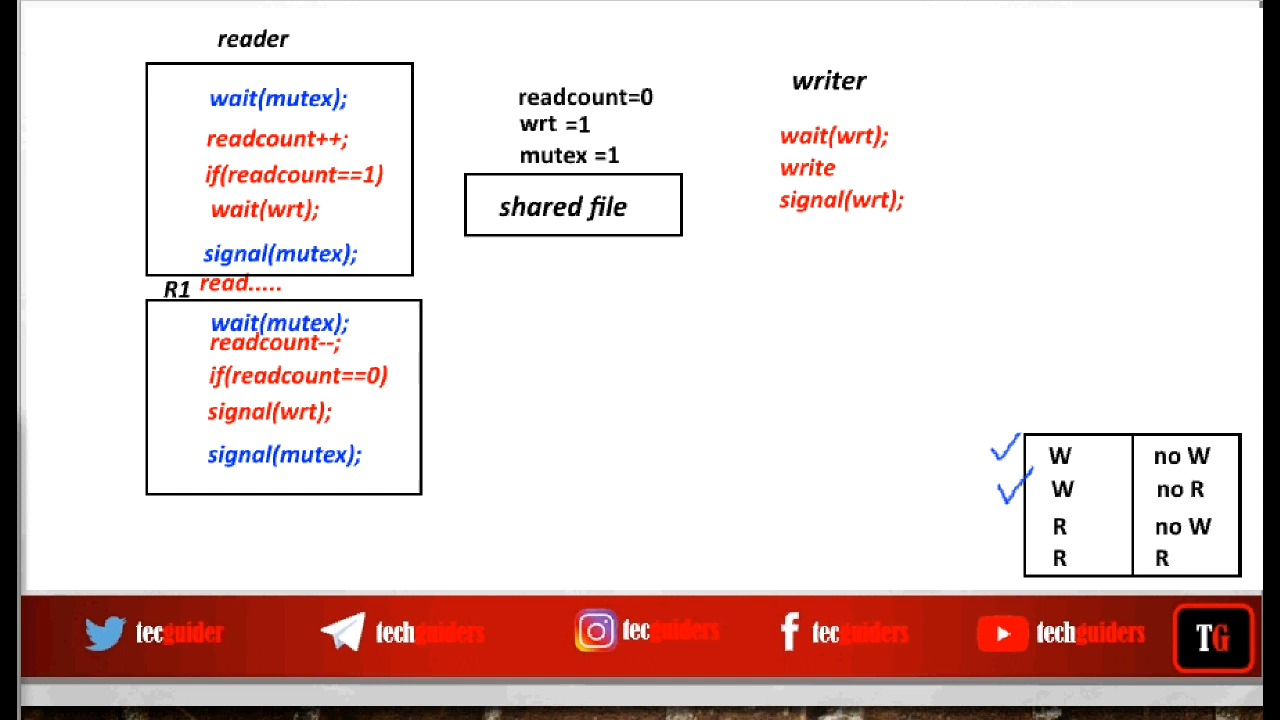 reader
wait(mutex);
readcount++;
if(readcount==1)
wait(wrt);
signal(mutex);
R1 read.....
wait(mutex);
readcount--;
if(readcount==0)
signal(wrt);
signal(mutex);
readcount=0
wrt =1
mutex =1
shared file
writer
wait(wrt);
write
signal(wrt);
W no W
W no R
R no W
R R
tecguider
techguiders
tecguiders
tecguiders
techguiders
TG